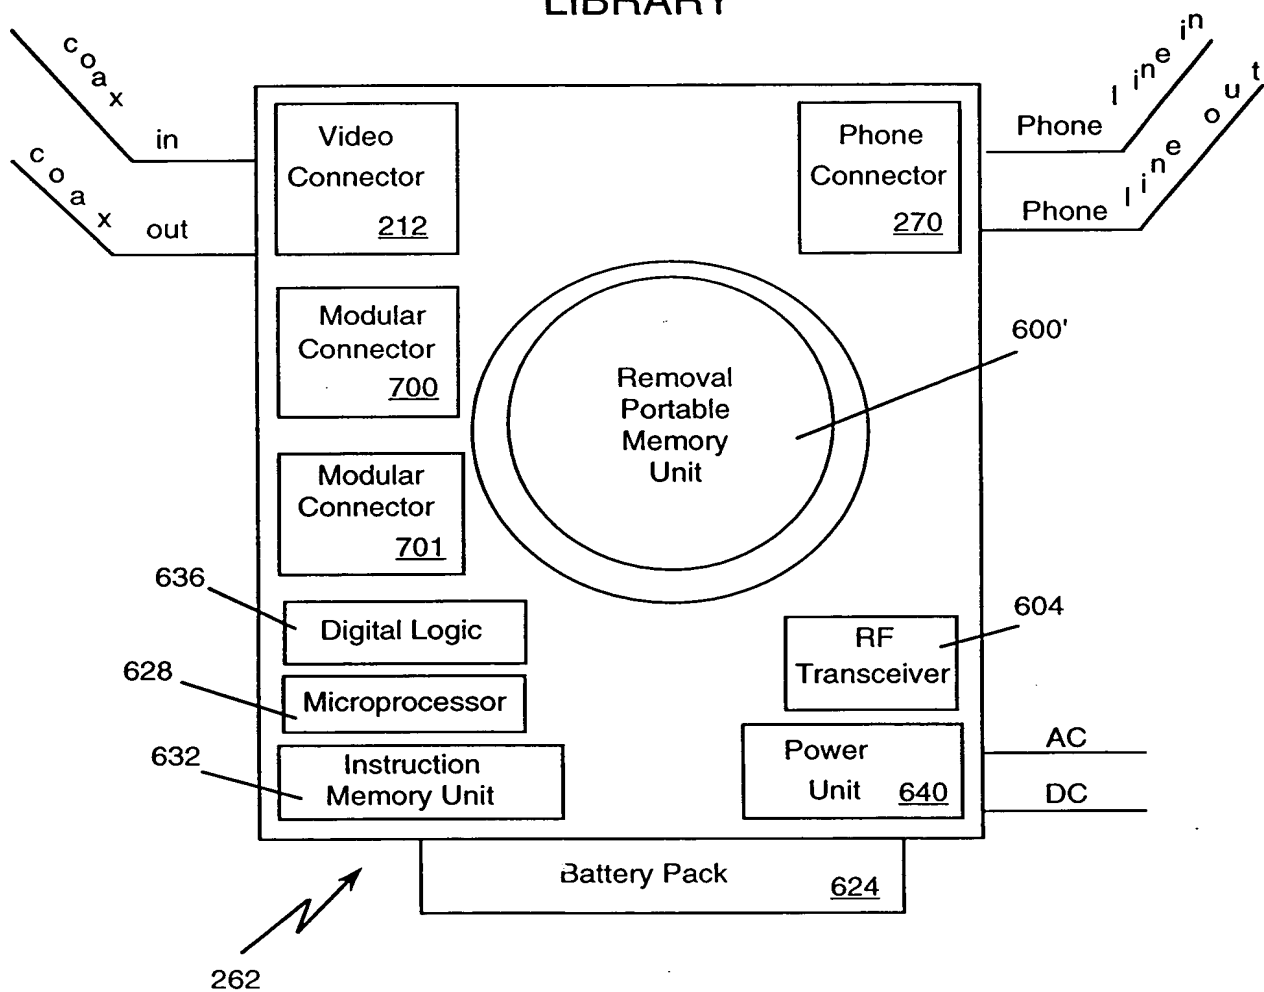 LIBRARY
coax in
coax out
Video
Connector
212
Phone
Connector
270
Phone line in
Phone line out
Modular
Connector
700
Removal
Portable
Memory
Unit
600'
Modular
Connector
701
636
Digital Logic
RF
Transceiver
604
628
Microprocessor
632
Instruction
Memory Unit
Power
Unit 640
AC
DC
Battery Pack 624
262